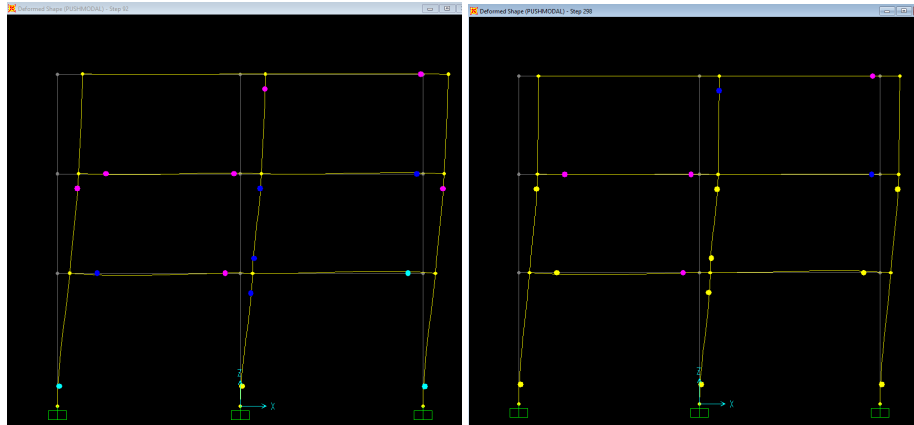 Deformed Shape (PUSHMODAL) - Step 92
Deformed Shape (PUSHMODAL) - Step 298
Z
X
Z
X